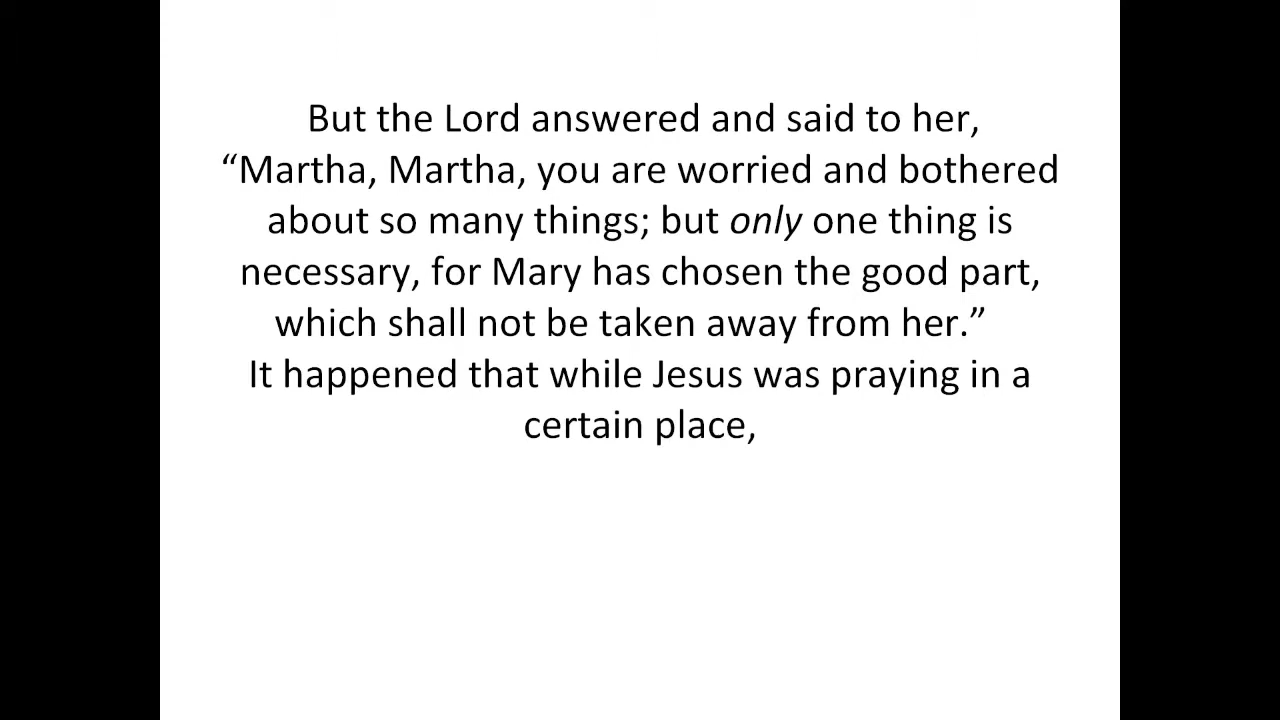 But the Lord answered and said to her,
“Martha, Martha, you are worried and bothered
about so many things; but only one thing is
necessary, for Mary has chosen the good part,
which shall not be taken away from her.”
It happened that while Jesus was praying in a
certain place,